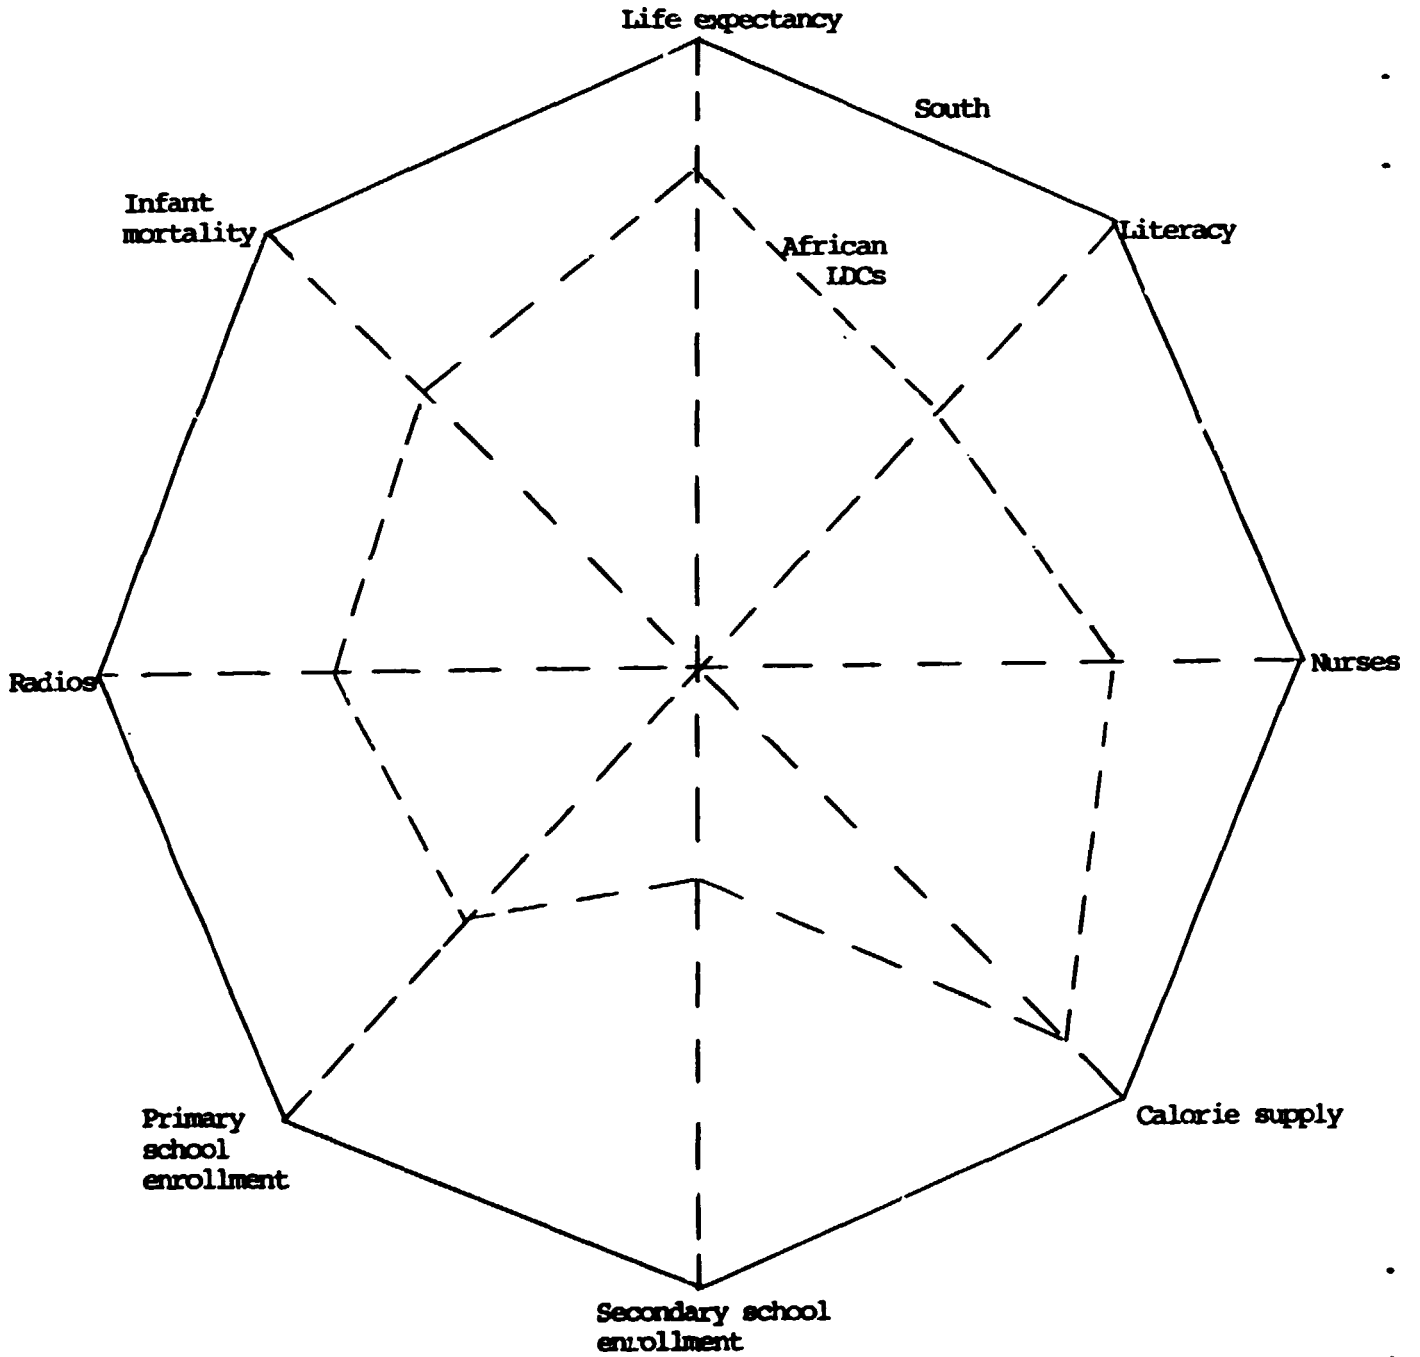 Life expectancy
South
Infant
mortality
Literacy
African
LDCs
Radios
Nurses
Primary
school
enrollment
Calorie supply
Secondary school
enrollment